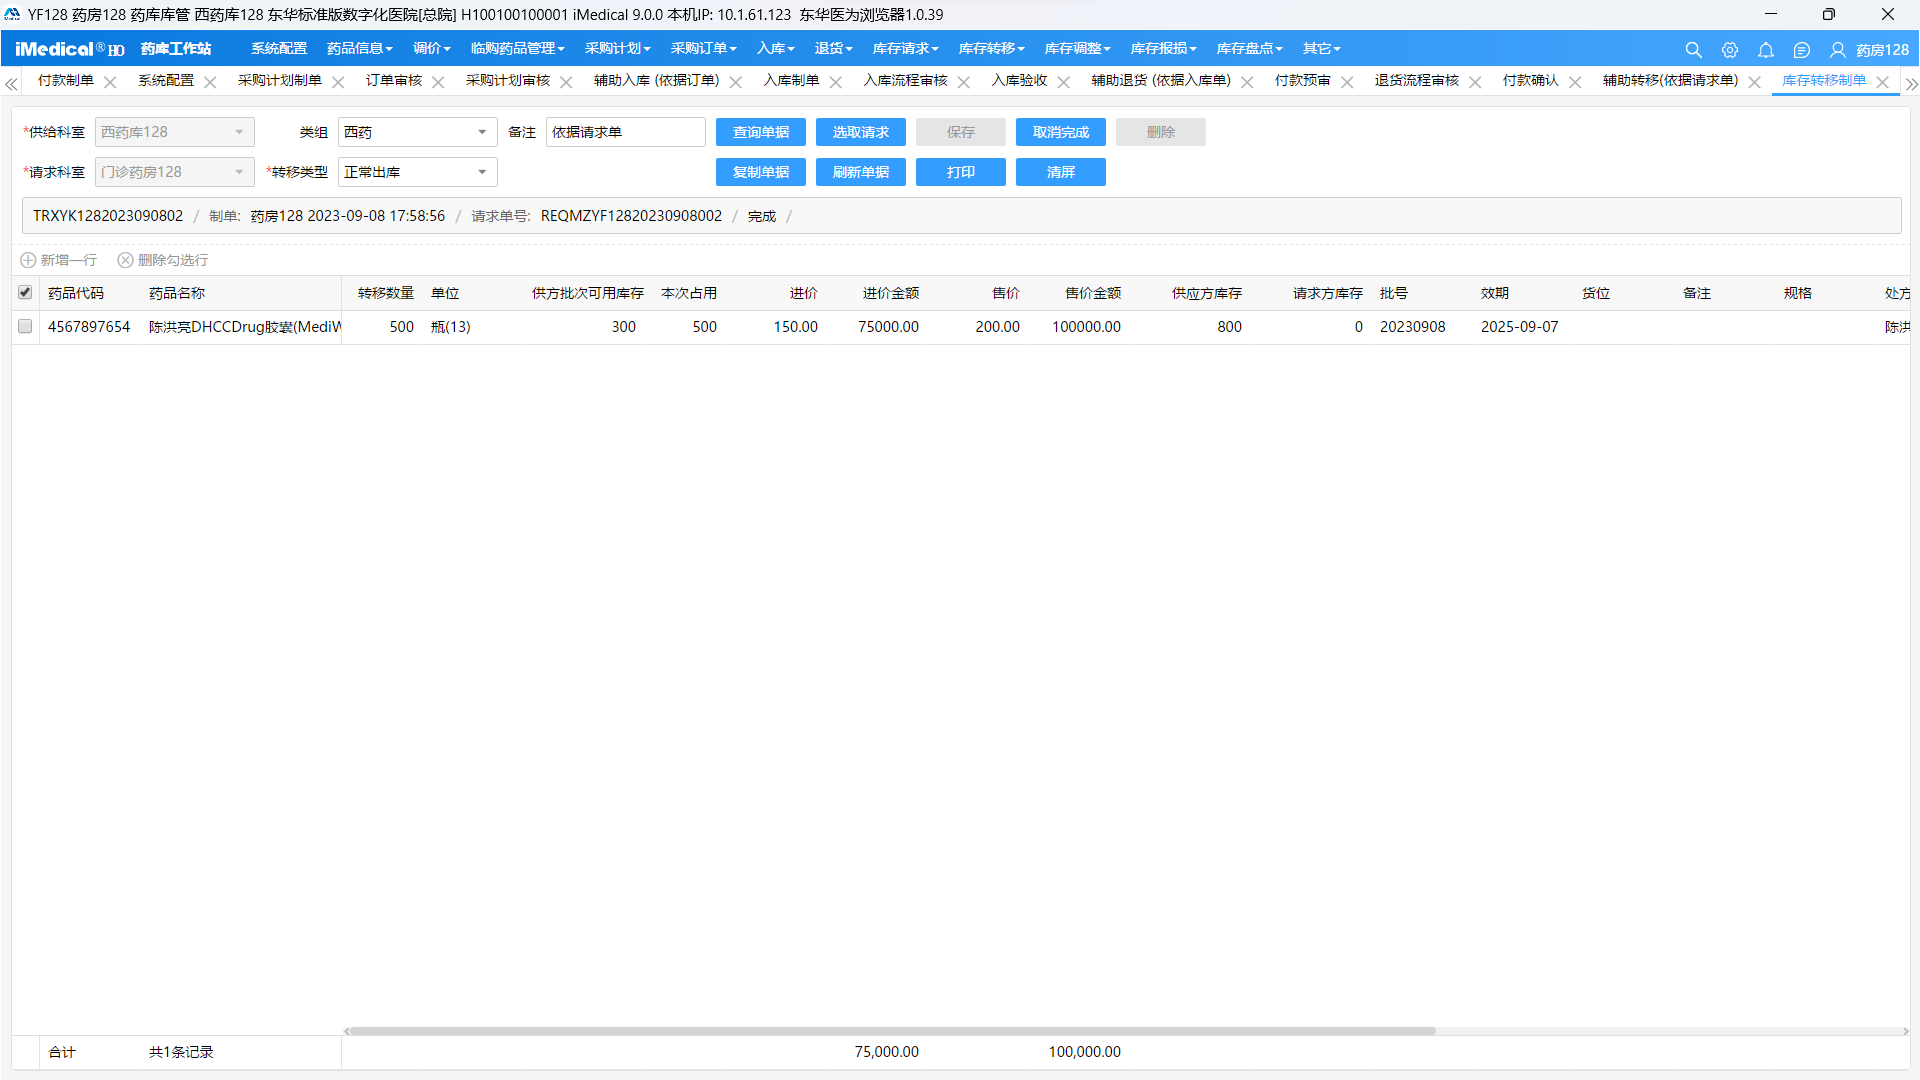 YF128 药房128 药库库管 西药库128 东华标准版数字化医院[总院] H100100100001 iMedical 9.0.0 本机IP: 10.1.61.123 东华医为浏览器1.0.39
iMedical® HO 药库工作站 系统配置 药品信息 调价 临购药品管理 采购计划 采购订单 入库 退货 库存请求 库存转移 库存调整 库存报损 库存盘点 其它 药房128
付款制单 系统配置 采购计划制单 订单审核 采购计划审核 辅助入库 (依据订单) 入库制单 入库流程审核 入库验收 辅助退货 (依据入库单) 付款预审 退货流程审核 付款确认 辅助转移(依据请求单) 库存转移制单
*供给科室 西药库128 类组 西药 备注 依据请求单 查询单据 选取请求 保存 取消完成 删除
*请求科室 门诊药房128 *转移类型 正常出库 复制单据 刷新单据 打印 清屏
TRXYK1282023090802 / 制单: 药房128 2023-09-08 17:58:56 / 请求单号: REQMZYF12820230908002 / 完成 /
新增一行 删除勾选行
药品代码 药品名称 转移数量 单位 供方批次可用库存 本次占用 进价 进价金额 售价 售价金额 供应方库存 请求方库存 批号 效期 货位 备注 规格 处方
4567897654 陈洪亮DHCCDrug胶囊(MediW 500 瓶(13) 300 500 150.00 75000.00 200.00 100000.00 800 0 20230908 2025-09-07 陈洪
合计 共1条记录 75,000.00 100,000.00